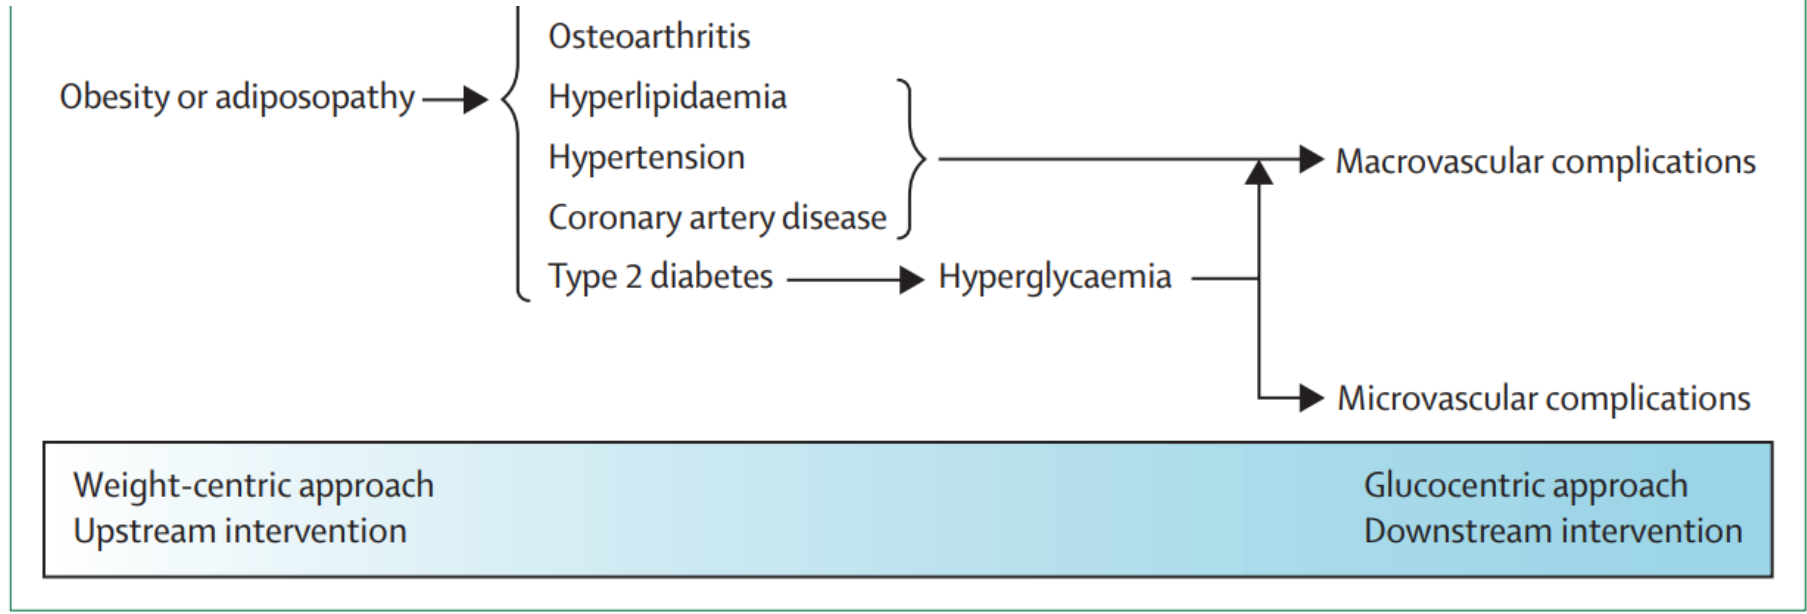 Osteoarthritis
Obesity or adiposopathy
Hyperlipidaemia
Hypertension
Macrovascular complications
Coronary artery disease
Type 2 diabetes
Hyperglycaemia
Microvascular complications
Weight-centric approach
Upstream intervention
Glucocentric approach
Downstream intervention